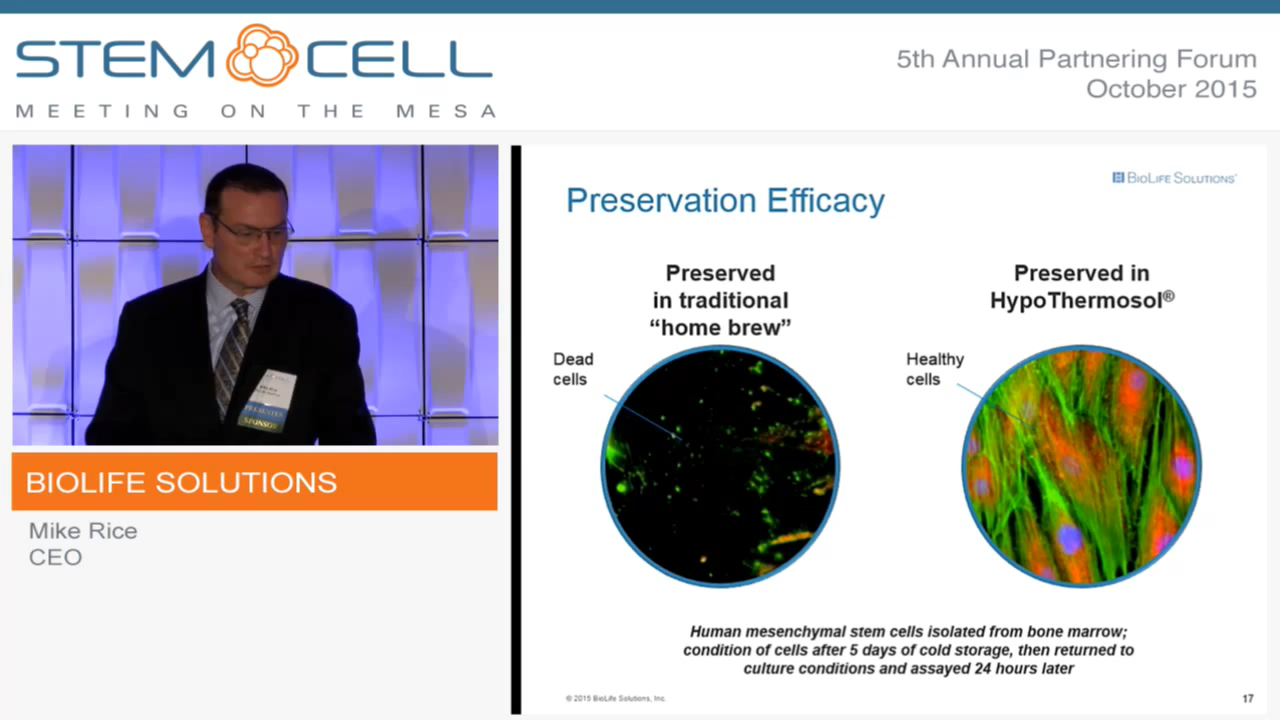 STEM CELL
MEETING ON THE MESA
5th Annual Partnering Forum
October 2015
SPONSOR
BIOLIFE SOLUTIONS
Mike Rice
CEO
BIOLIFE SOLUTIONS
Preservation Efficacy
Preserved
in traditional
“home brew”
Preserved in
HypoThermosol®
Dead
cells
Healthy
cells
Human mesenchymal stem cells isolated from bone marrow;
condition of cells after 5 days of cold storage, then returned to
culture conditions and assayed 24 hours later
© 2015 BioLife Solutions, Inc.
17